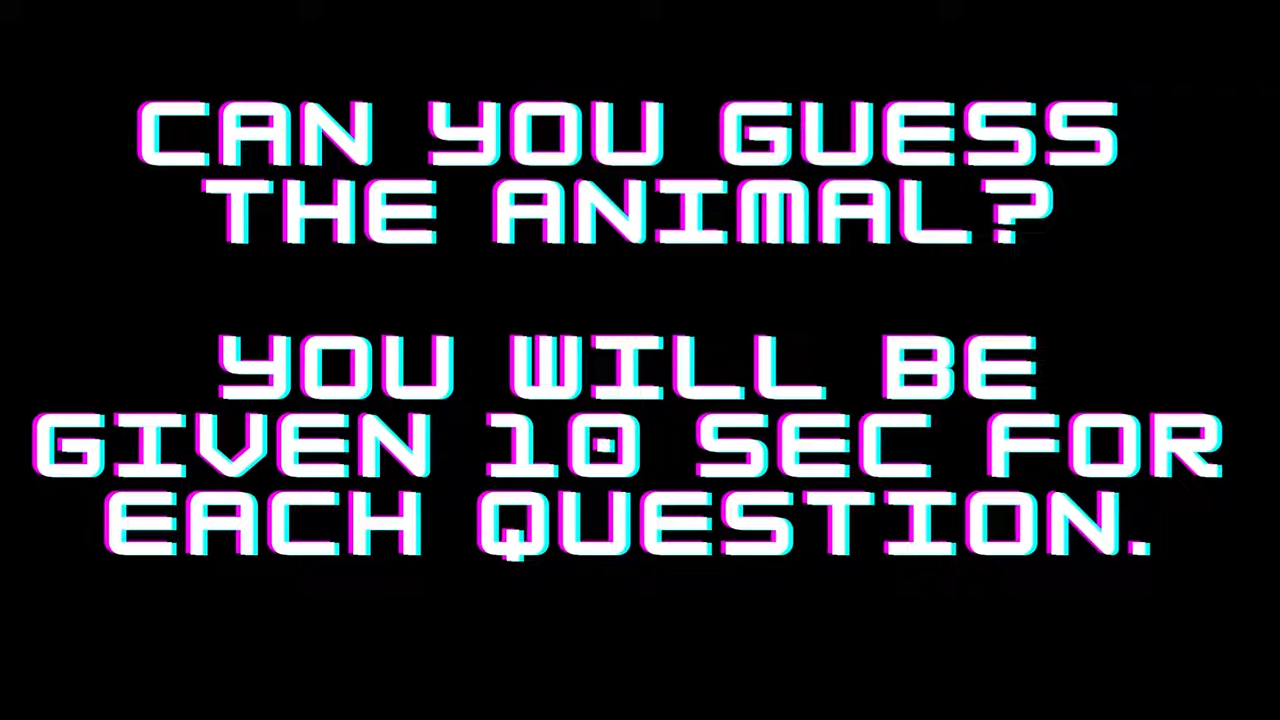 CAN YOU GUESS
THE ANIMAL?
YOU WILL BE
GIVEN 10 SEC FOR
EACH QUESTION.